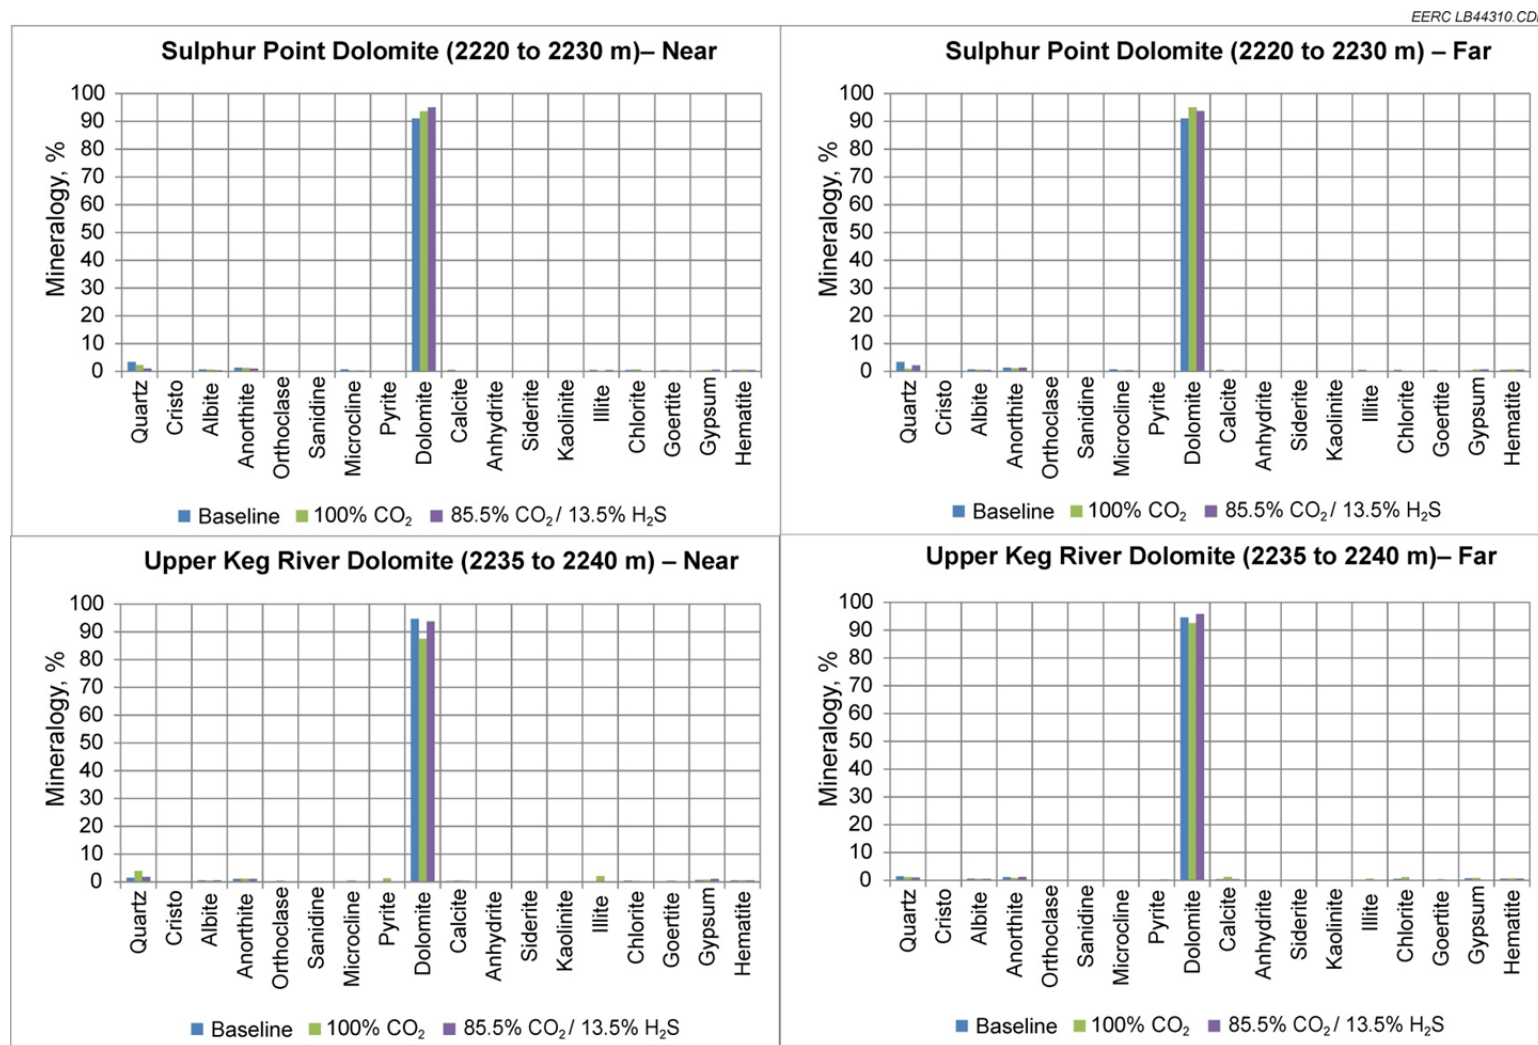 EERC LB44310.CD
Sulphur Point Dolomite (2220 to 2230 m)– Near
Mineralogy, %
100
90
80
70
60
50
40
30
20
10
0
Quartz
Cristo
Albite
Anorthite
Orthoclase
Sanidine
Microcline
Pyrite
Dolomite
Calcite
Anhydrite
Siderite
Kaolinite
Illite
Chlorite
Goertite
Gypsum
Hematite
Baseline 100% CO₂ 85.5% CO₂ / 13.5% H₂S
Sulphur Point Dolomite (2220 to 2230 m) – Far
Mineralogy, %
100
90
80
70
60
50
40
30
20
10
0
Quartz
Cristo
Albite
Anorthite
Orthoclase
Sanidine
Microcline
Pyrite
Dolomite
Calcite
Anhydrite
Siderite
Kaolinite
Illite
Chlorite
Goertite
Gypsum
Hematite
Baseline 100% CO₂ 85.5% CO₂ / 13.5% H₂S
Upper Keg River Dolomite (2235 to 2240 m) – Near
Mineralogy, %
100
90
80
70
60
50
40
30
20
10
0
Quartz
Cristo
Albite
Anorthite
Orthoclase
Sanidine
Microcline
Pyrite
Dolomite
Calcite
Anhydrite
Siderite
Kaolinite
Illite
Chlorite
Goertite
Gypsum
Hematite
Baseline 100% CO₂ 85.5% CO₂ / 13.5% H₂S
Upper Keg River Dolomite (2235 to 2240 m)– Far
Mineralogy, %
100
90
80
70
60
50
40
30
20
10
0
Quartz
Cristo
Albite
Anorthite
Orthoclase
Sanidine
Microcline
Pyrite
Dolomite
Calcite
Anhydrite
Siderite
Kaolinite
Illite
Chlorite
Goertite
Gypsum
Hematite
Baseline 100% CO₂ 85.5% CO₂ / 13.5% H₂S